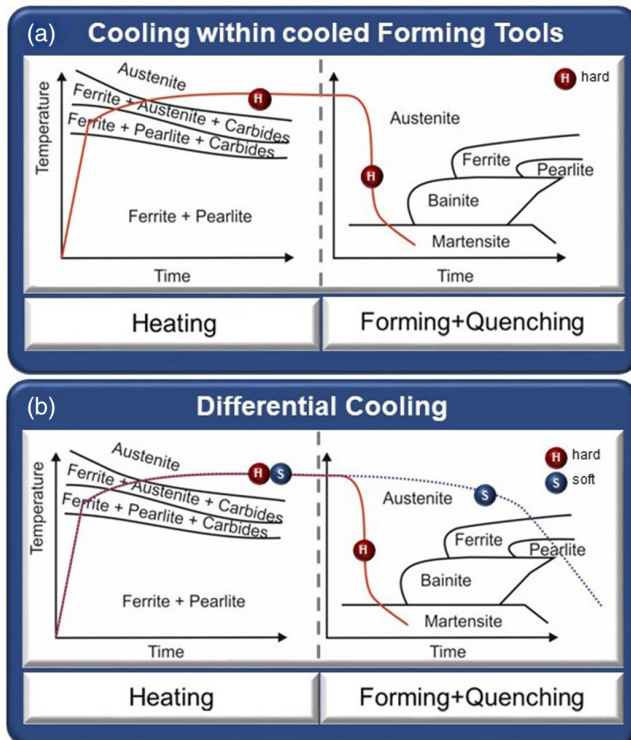 (a) Cooling within cooled Forming Tools
Temperature
Austenite
Ferrite + Austenite + Carbides
Ferrite + Pearlite + Carbides
H
Ferrite + Pearlite
Time
H hard
Austenite
H
Ferrite
Pearlite
Bainite
Martensite
Time
Heating
Forming+Quenching
(b) Differential Cooling
Temperature
Austenite
Ferrite + Austenite + Carbides
Ferrite + Pearlite + Carbides
H S
Ferrite + Pearlite
Time
H hard
S soft
Austenite
S
H
Ferrite
Pearlite
Bainite
Martensite
Time
Heating
Forming+Quenching